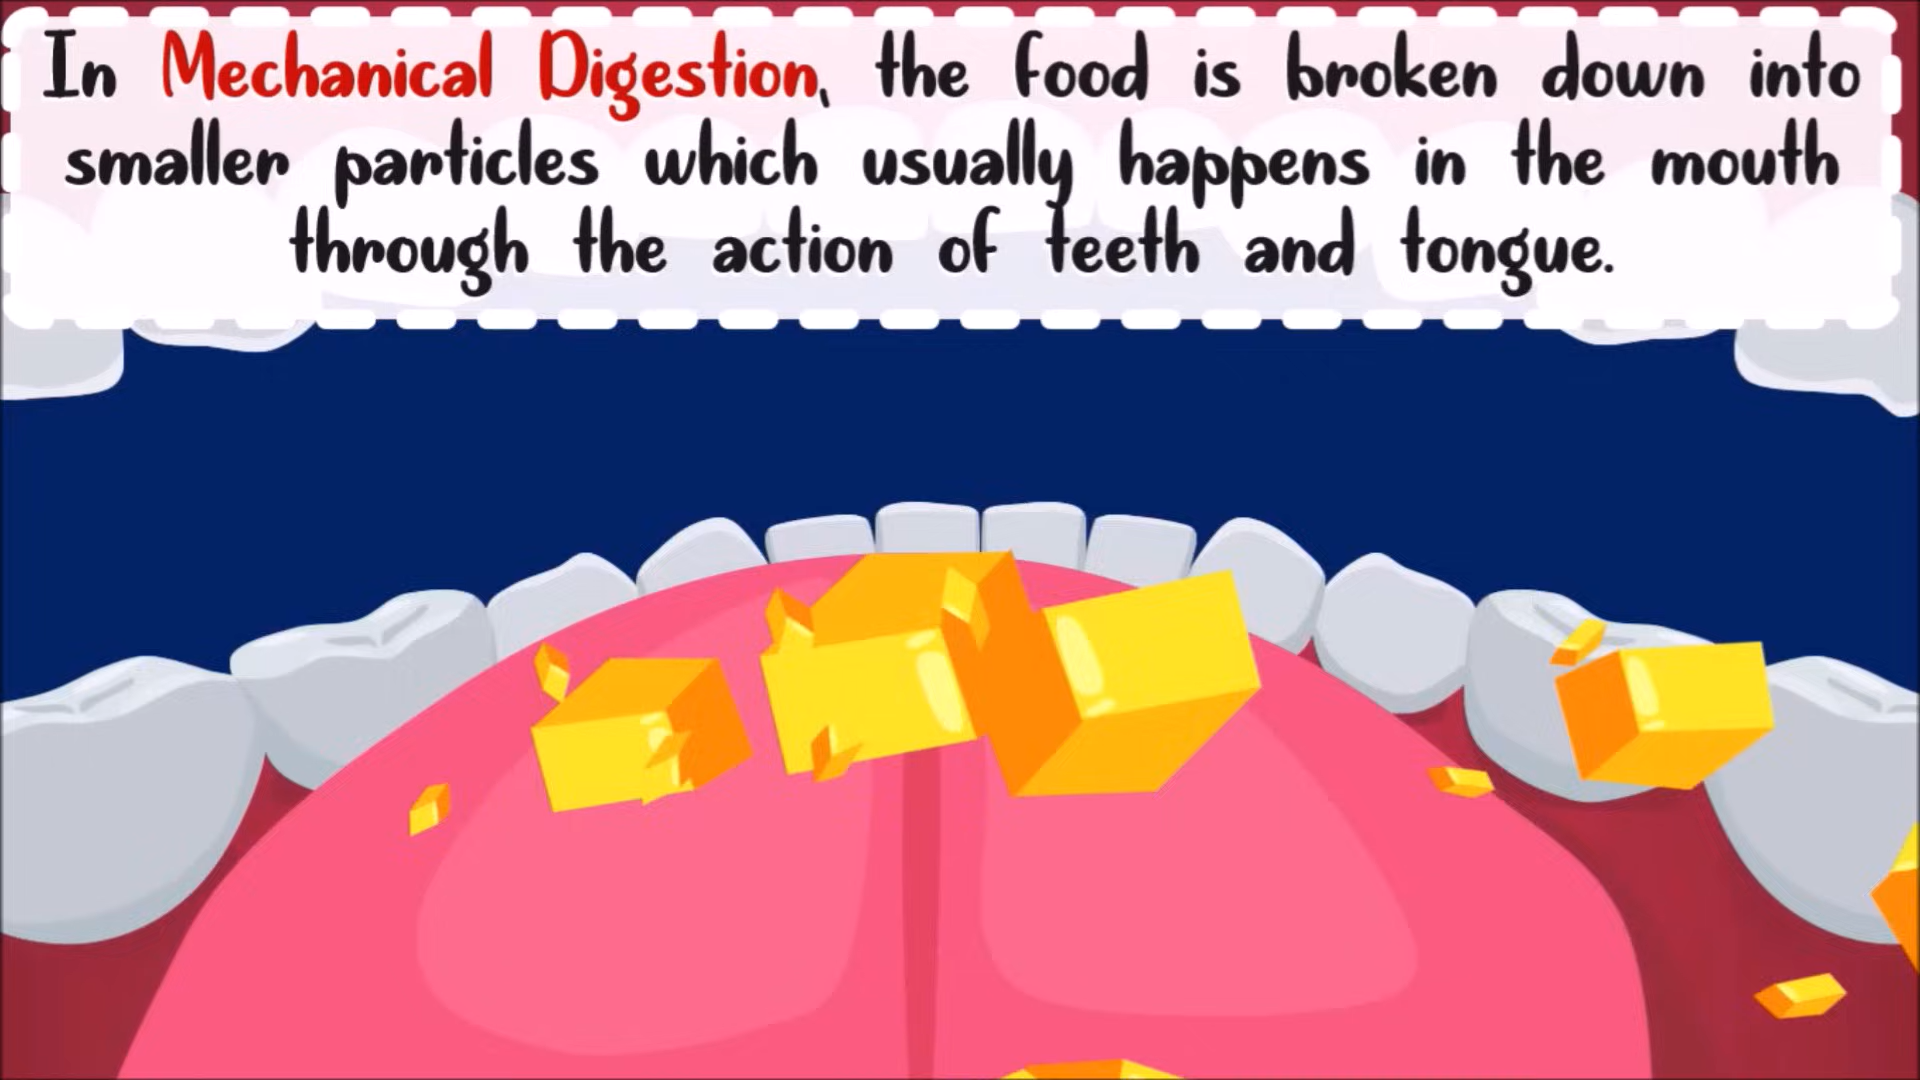 In Mechanical Digestion, the food is broken down into
smaller particles which usually happens in the mouth
through the action of teeth and tongue.